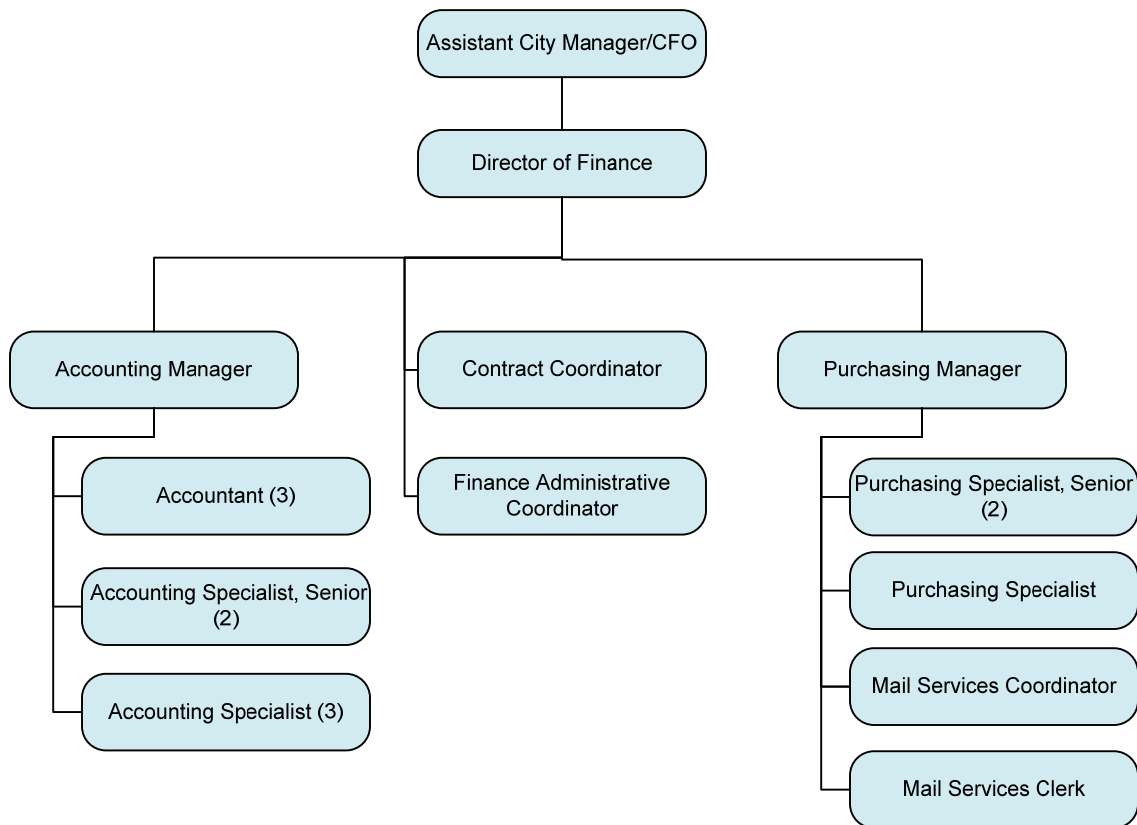 Assistant City Manager/CFO
Director of Finance
Accounting Manager
Contract Coordinator
Purchasing Manager
Accountant (3)
Accounting Specialist, Senior
(2)
Accounting Specialist (3)
Finance Administrative
Coordinator
Purchasing Specialist, Senior
(2)
Purchasing Specialist
Mail Services Coordinator
Mail Services Clerk